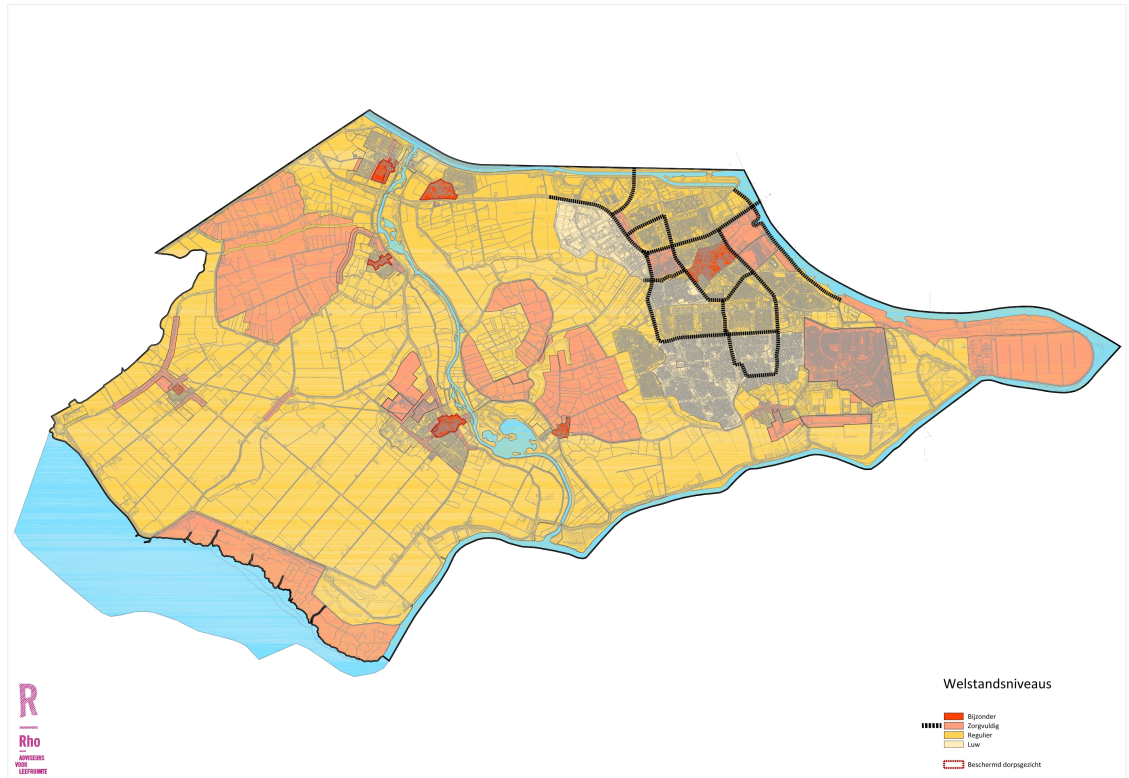 Welstandsniveaus
Bijzonder
Zorgvuldig
Regulier
Luw
Beschermd dorpsgezicht
R
Rho
ADVISEURS
VOOR
LEEFRUIMTE